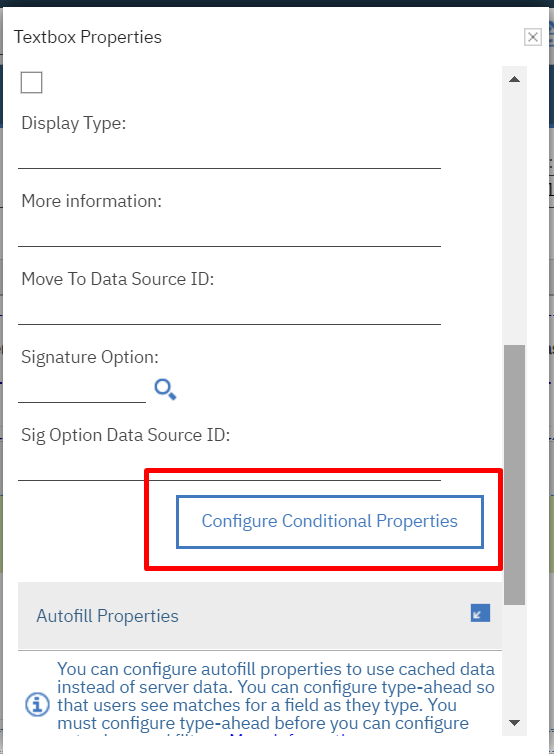 Textbox Properties
Display Type:
More information:
Move To Data Source ID:
Signature Option:
Sig Option Data Source ID:
Configure Conditional Properties
Autofill Properties
You can configure autofill properties to use cached data
instead of server data. You can configure type-ahead so
that users see matches for a field as they type. You
must configure type-ahead before you can configure